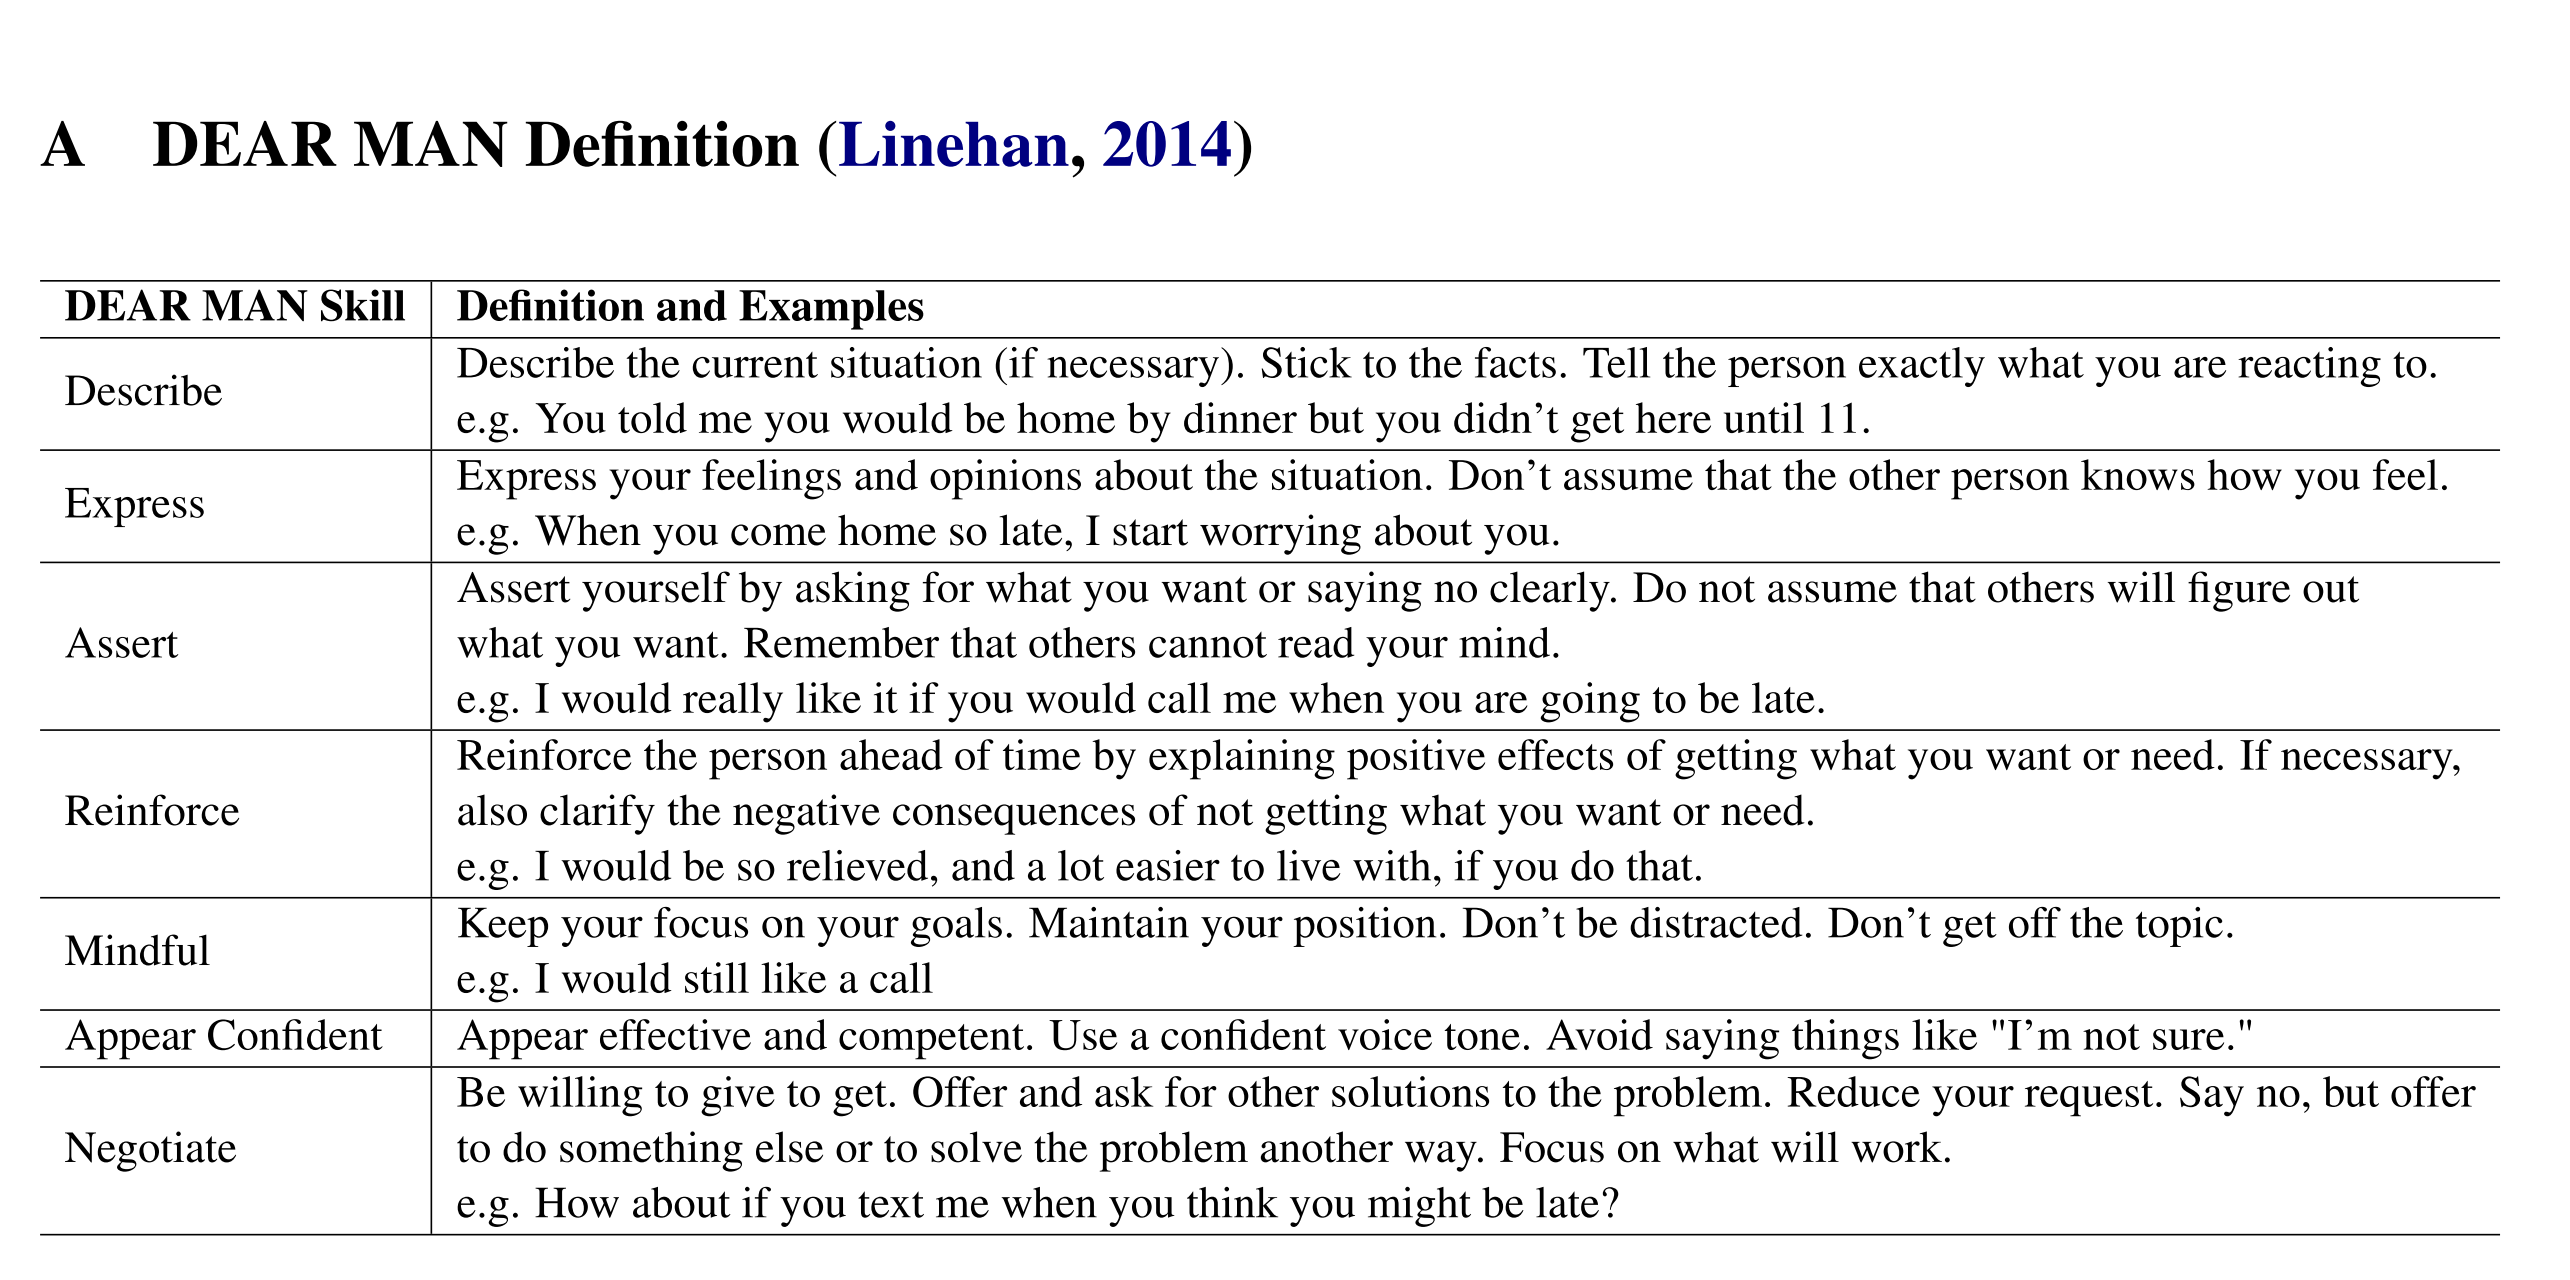 A DEAR MAN Definition (Linehan, 2014)
DEAR MAN Skill Definition and Examples
Describe
Describe the current situation (if necessary). Stick to the facts. Tell the person exactly what you are reacting to.
e.g. You told me you would be home by dinner but you didn't get here until 11.
Express
Express your feelings and opinions about the situation. Don't assume that the other person knows how you feel.
e.g. When you come home so late, I start worrying about you.
Assert
Assert yourself by asking for what you want or saying no clearly. Do not assume that others will figure out
what you want. Remember that others cannot read your mind.
e.g. I would really like it if you would call me when you are going to be late.
Reinforce
Reinforce the person ahead of time by explaining positive effects of getting what you want or need. If necessary,
also clarify the negative consequences of not getting what you want or need.
e.g. I would be so relieved, and a lot easier to live with, if you do that.
Mindful
Keep your focus on your goals. Maintain your position. Don't be distracted. Don't get off the topic.
e.g. I would still like a call
Appear Confident Appear effective and competent. Use a confident voice tone. Avoid saying things like "I'm not sure."
Negotiate
Be willing to give to get. Offer and ask for other solutions to the problem. Reduce your request. Say no, but offer
to do something else or to solve the problem another way. Focus on what will work.
e.g. How about if you text me when you think you might be late?